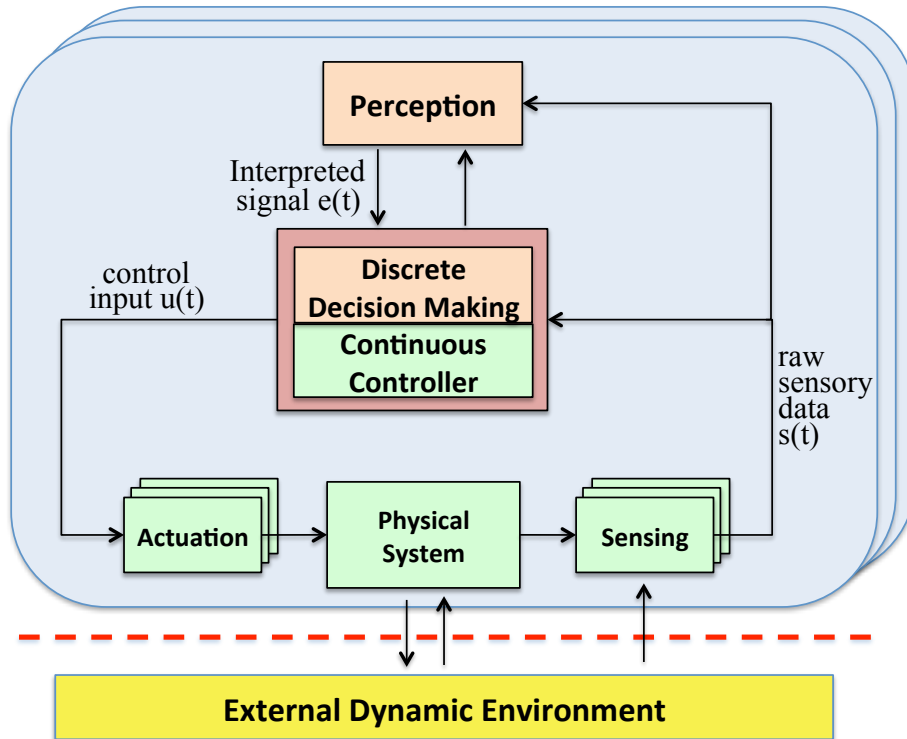 Perception
Interpreted
signal e(t)
Discrete
Decision Making
control
input u(t)
Continuous
Controller
raw
sensory
data
s(t)
Actuation
Physical
System
Sensing
External Dynamic Environment